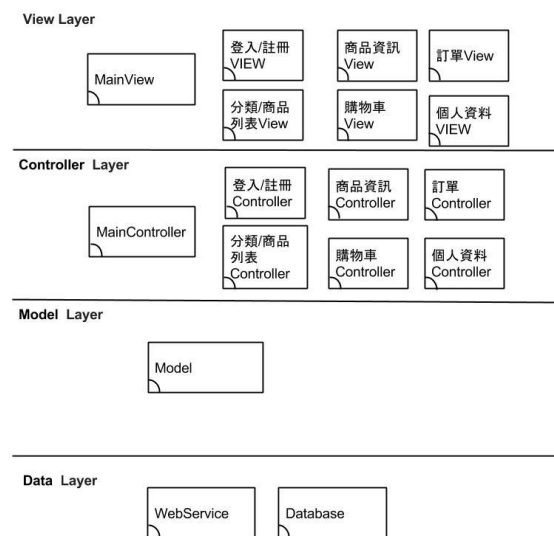 View Layer
MainView
登入/註冊
VIEW
商品資訊
View
訂單View
分類/商品
列表View
購物車
View
個人資料
VIEW
Controller Layer
MainController
登入/註冊
Controller
商品資訊
Controller
訂單
Controller
分類/商品
列表
Controller
購物車
Controller
個人資料
Controller
Model Layer
Model
Data Layer
WebService
Database